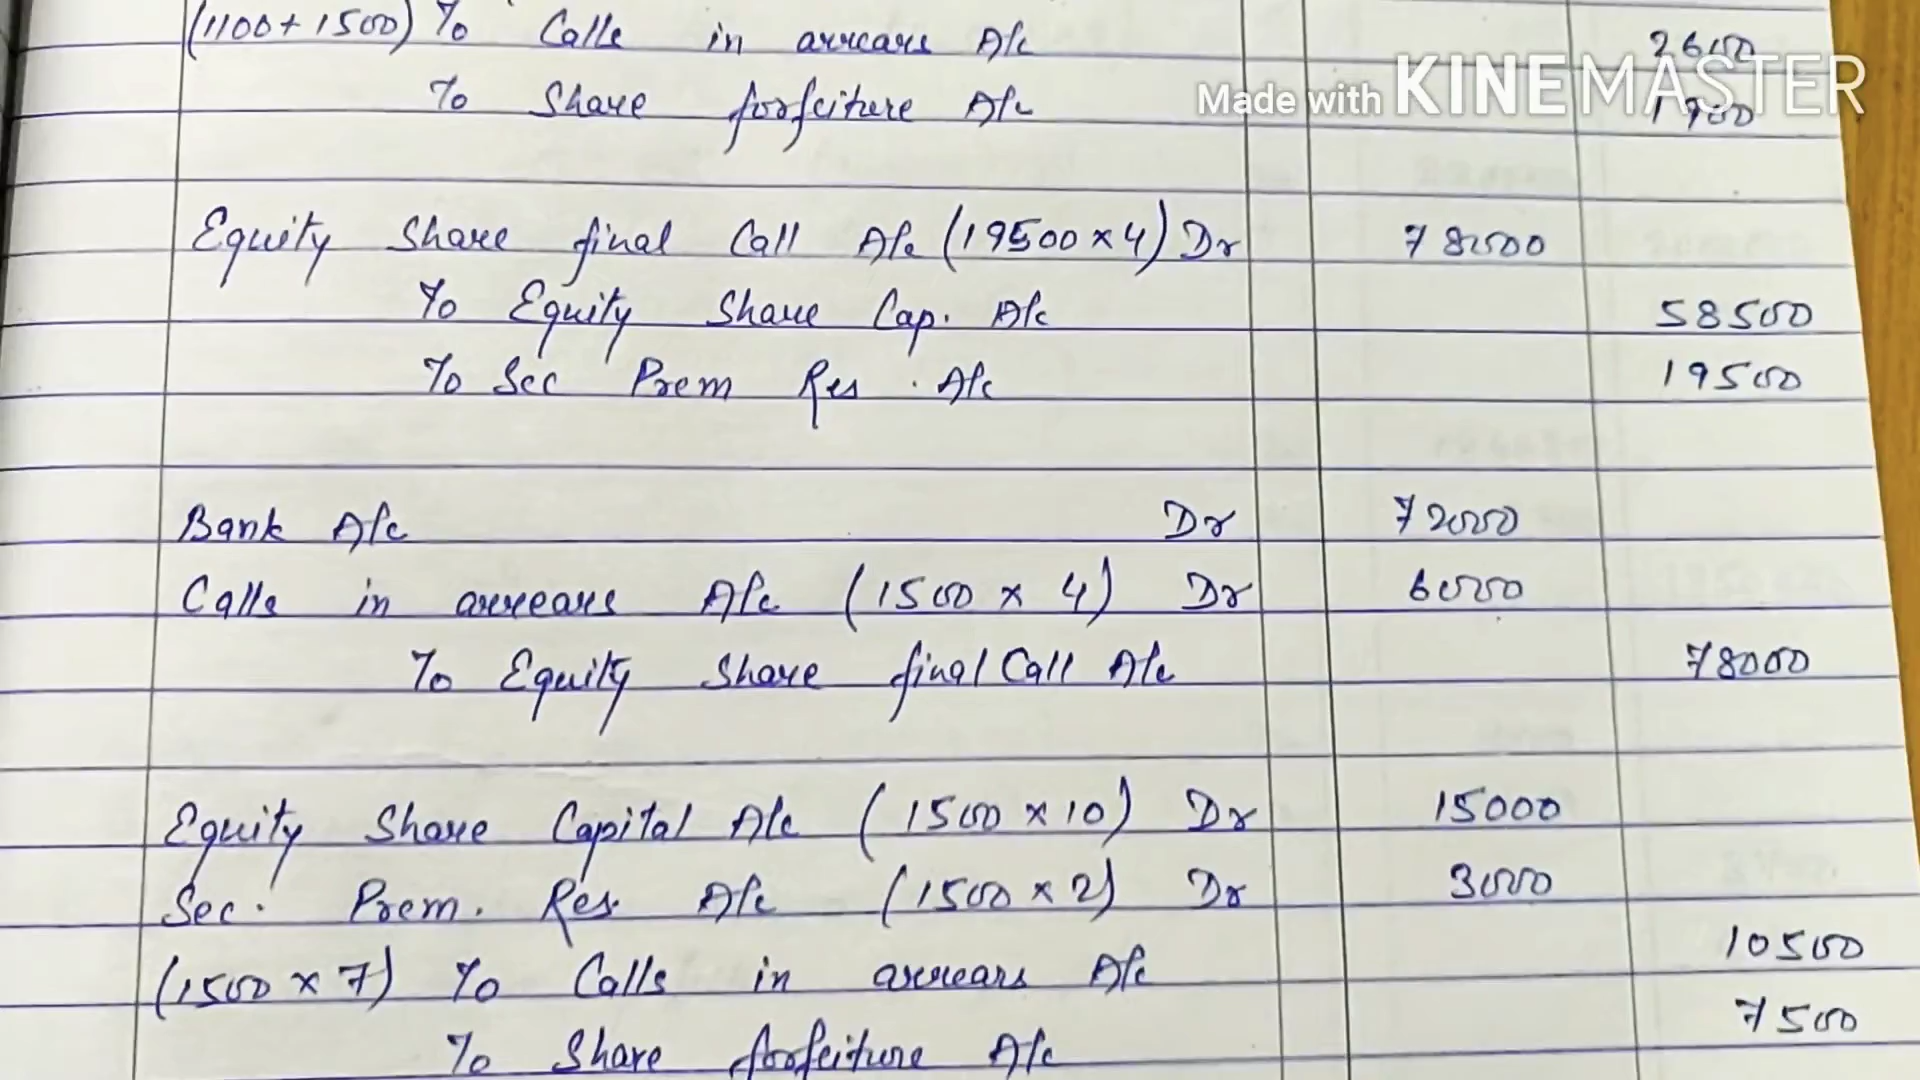 (1100 + 1500) To Calls in arrears A/c 2600
To Share forfeiture A/c 1900
Made with KINEMASTER
Equity Share final Call A/c (19500 × 4) Dr 78000
To Equity Share Cap. A/c 58500
To Sec Prem Res. A/c 19500
Bank A/c Dr 72000
Calls in arrears A/c (1500 × 4) Dr 6000
To Equity Share final Call A/c 78000
Equity Share Capital A/c (1500 × 10) Dr 15000
Sec. Prem. Res. A/c (1500 × 2) Dr 3000
(1500 × 7) To Calls in arrears A/c 10500
To Share forfeiture A/c 7500